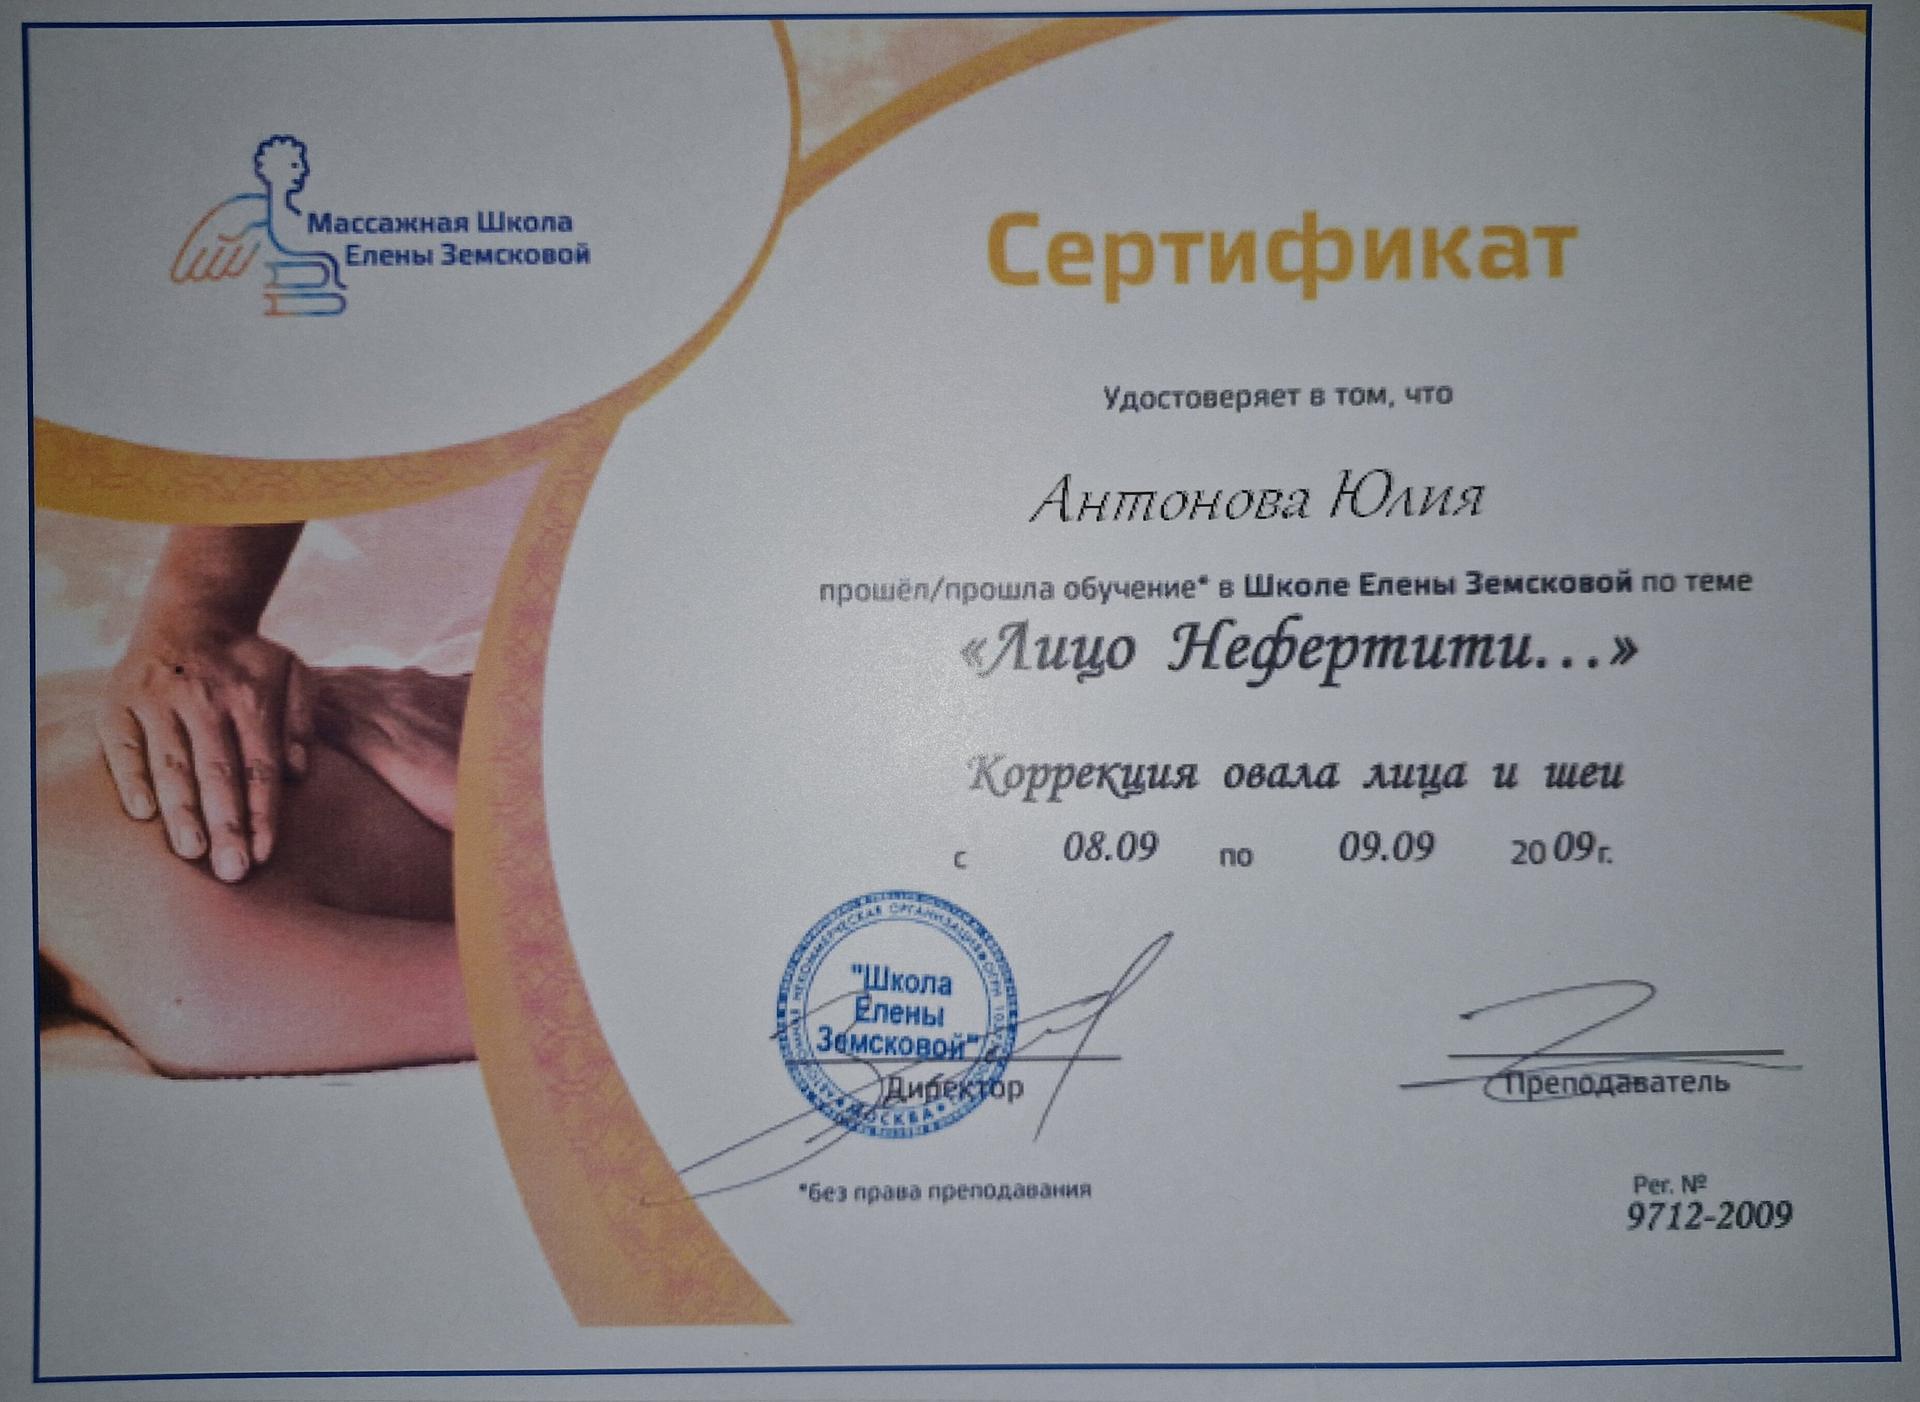 Массажная Школа
Елены Земсковой
Сертификат
Удостоверяет в том, что
Антонова Юлия
прошёл/прошла обучение* в Школе Елены Земсковой по теме
«Лицо Нефертити...»
Коррекция овала лица и шеи
с 08.09 по 09.09 2009г.
НЕКОММЕРЧЕСКАЯ ОРГАНИЗАЦИЯ
"Школа
Елены
Земсковой"
МОСКВА
Директор
Преподаватель
*без права преподавания
Рег. №
9712-2009